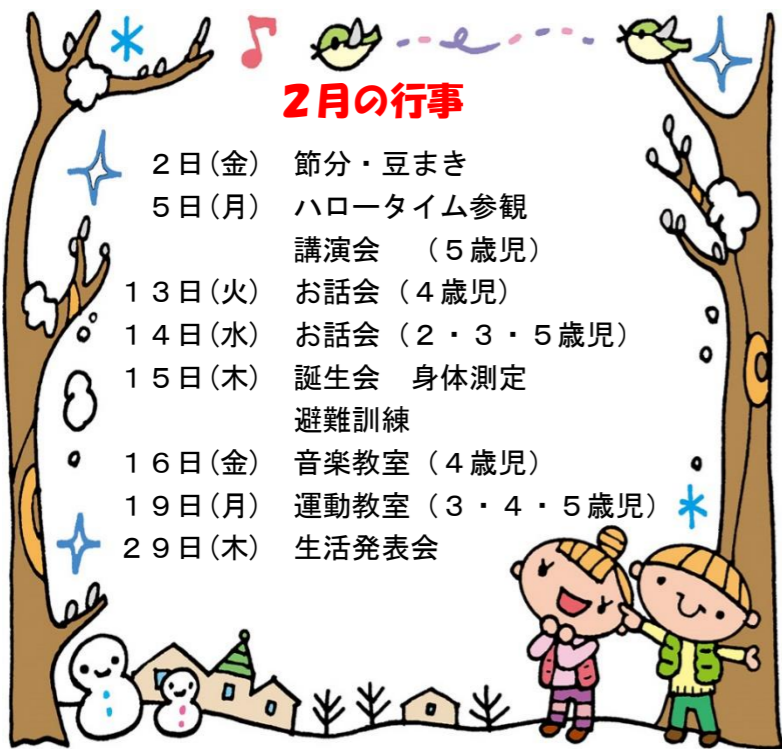 ２月の行事
２日(金)　節分・豆まき
５日(月)　ハロータイム参観
講演会　（５歳児）
１３日(火)　お話会（４歳児）
１４日(水)　お話会（２・３・５歳児）
１５日(木)　誕生会　身体測定
避難訓練
１６日(金)　音楽教室（４歳児）
１９日(月)　運動教室（３・４・５歳児）
２９日(木)　生活発表会